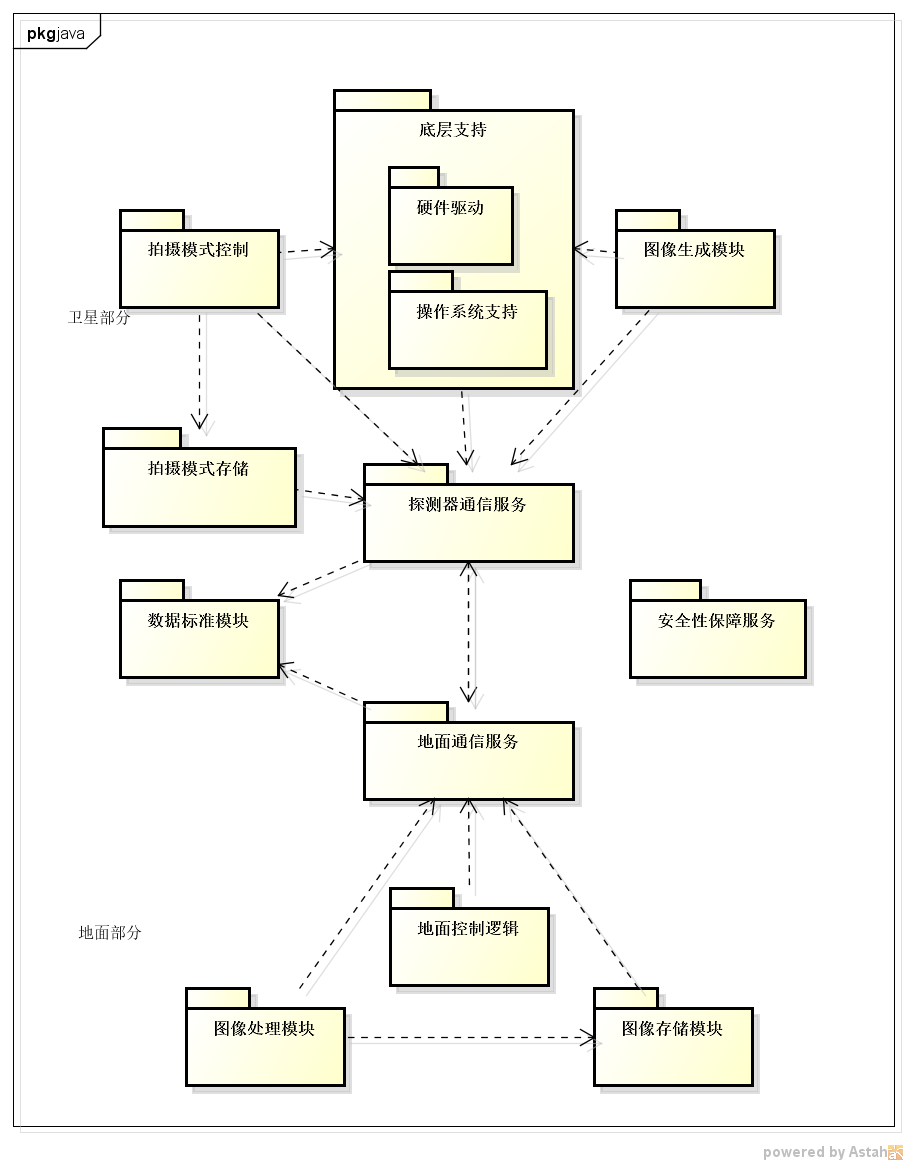 pkg java
底层支持
硬件驱动
拍摄模式控制
图像生成模块
操作系统支持
卫星部分
拍摄模式存储
探测器通信服务
数据标准模块
安全性保障服务
地面通信服务
地面控制逻辑
地面部分
图像处理模块
图像存储模块
powered by Astah